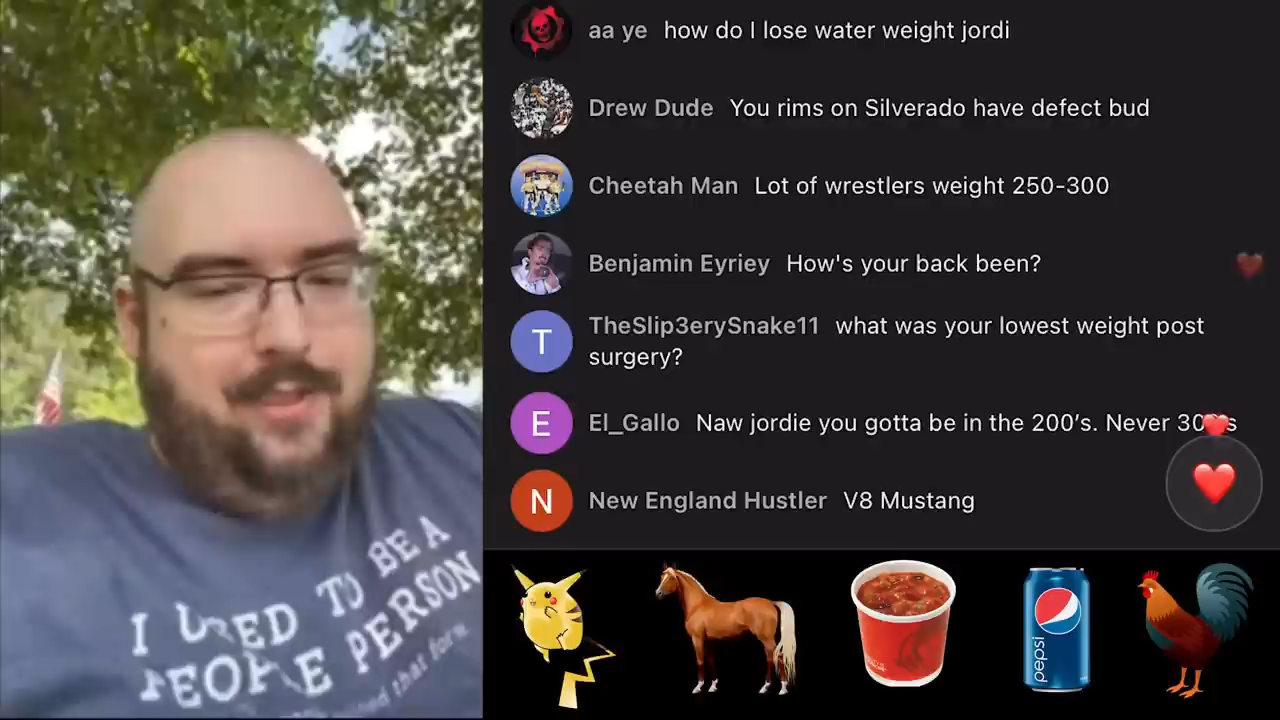 aa ye how do I lose water weight jordi
Drew Dude You rims on Silverado have defect bud
Cheetah Man Lot of wrestlers weight 250-300
Benjamin Eyriey How's your back been?
T
TheSlip3erySnake11 what was your lowest weight post
surgery?
E
El_Gallo Naw jordie you gotta be in the 200's. Never
N
New England Hustler V8 Mustang
I USED TO BE A
PEOPLE PERSON
that for
pepsi